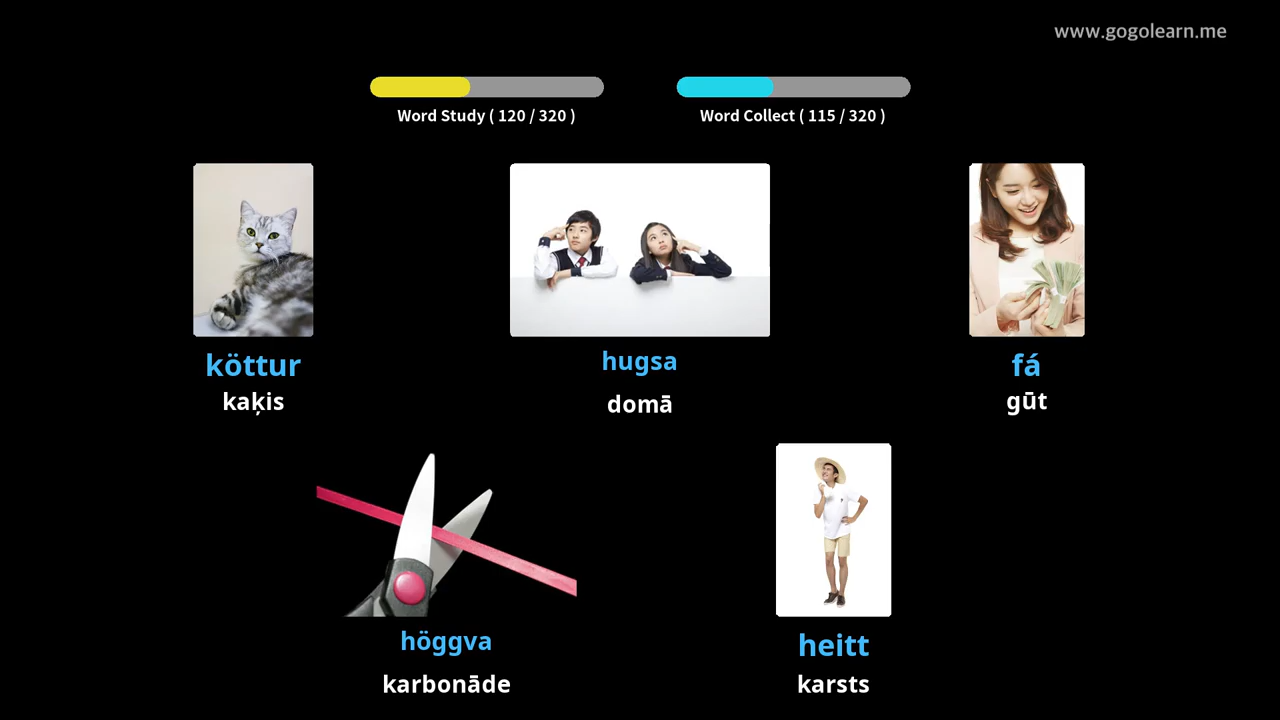 www.gogolearn.me
Word Study ( 120 / 320 )
Word Collect ( 115 / 320 )
köttur
kaķis
hugsa
domā
fá
gūt
höggva
karbonāde
heitt
karsts